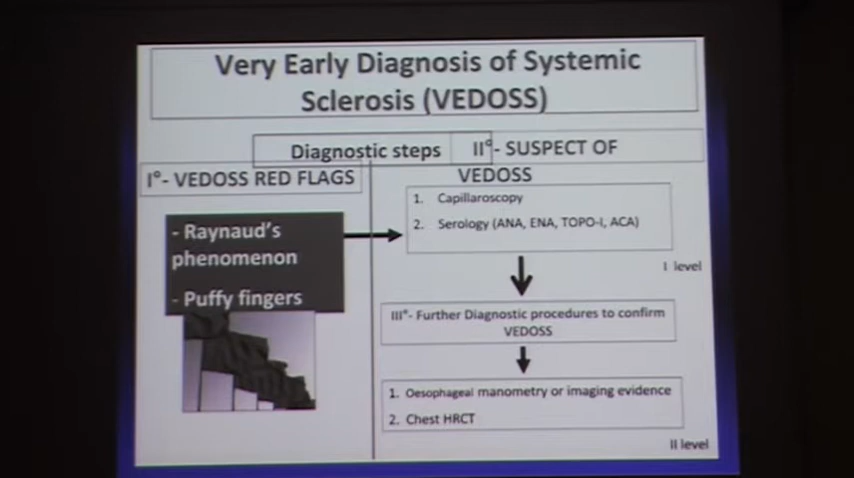 Very Early Diagnosis of Systemic
Sclerosis (VEDOSS)
Diagnostic steps
I°- VEDOSS RED FLAGS
- Raynaud's
phenomenon
- Puffy fingers
II°- SUSPECT OF
VEDOSS
1. Capillaroscopy
2. Serology (ANA, ENA, TOPO-I, ACA)
I level
III°- Further Diagnostic procedures to confirm
VEDOSS
1. Oesophageal manometry or imaging evidence
2. Chest HRCT
II level